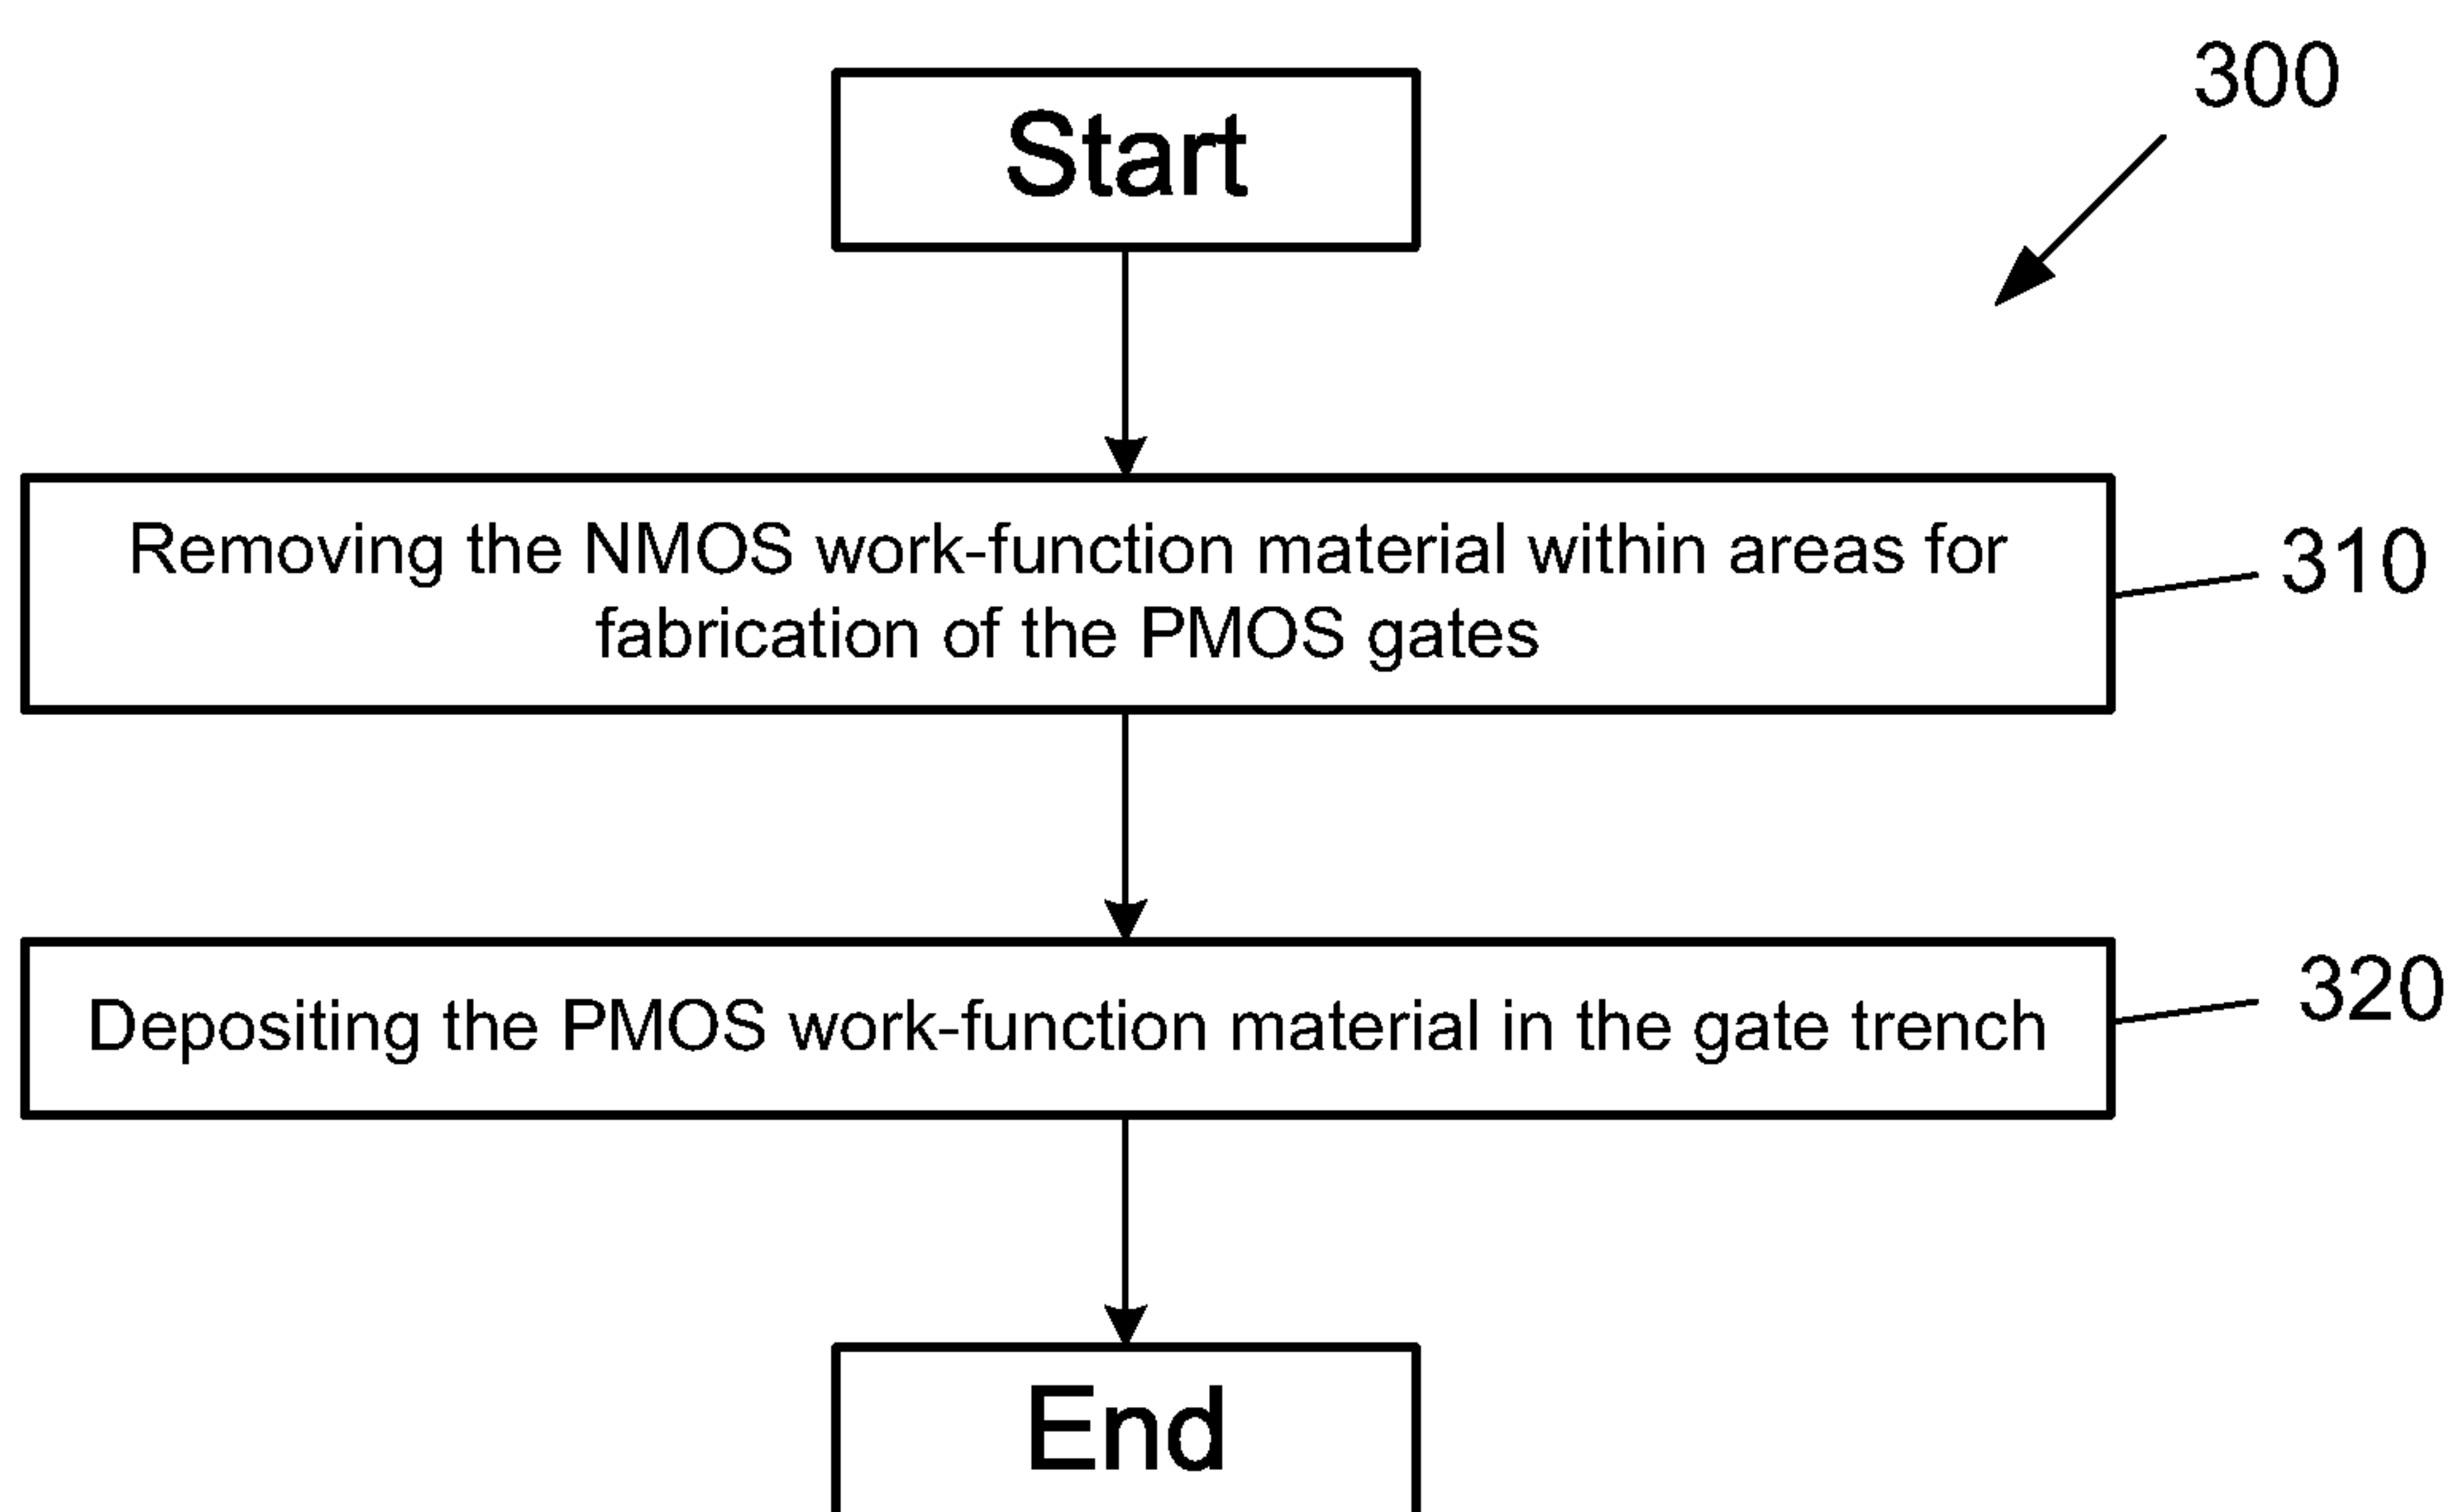 300
Start
Removing the NMOS work-function material within areas for
fabrication of the PMOS gates
310
Depositing the PMOS work-function material in the gate trench
320
End